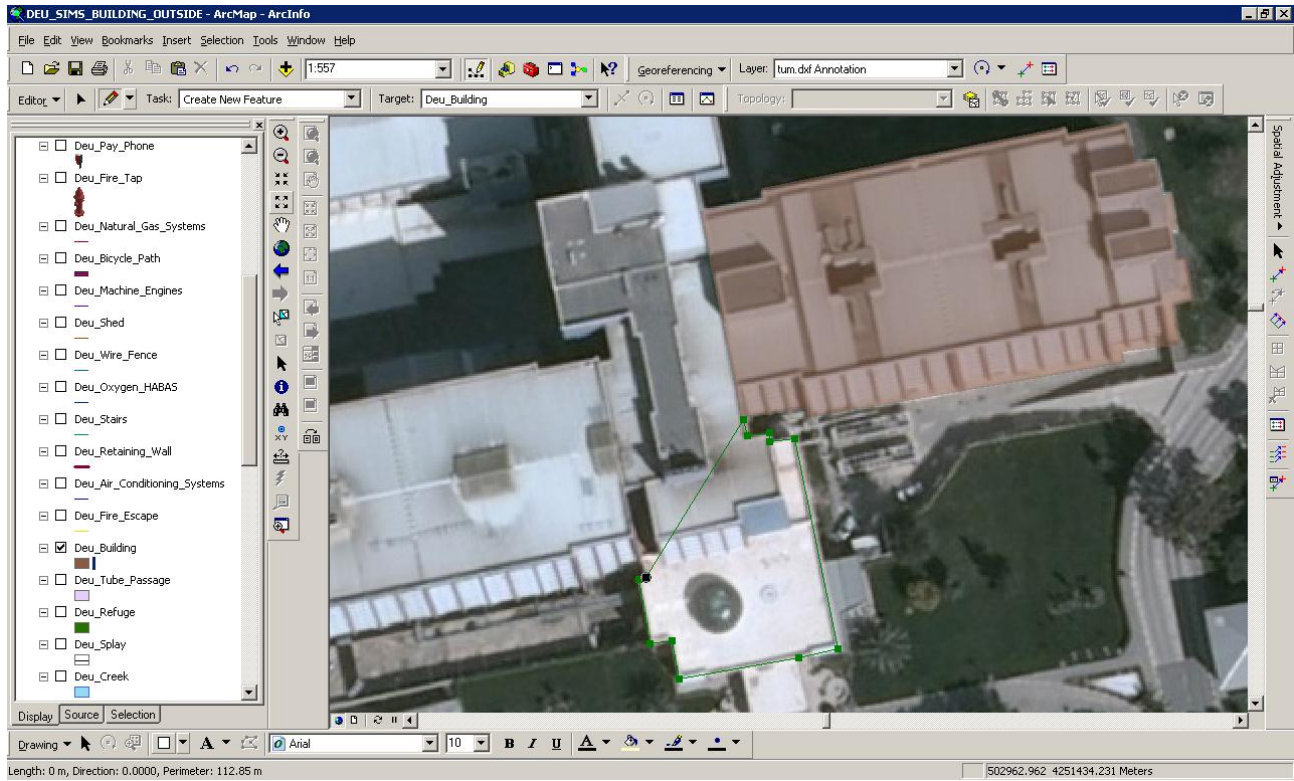 DEU_SIMS_BUILDING_OUTSIDE - ArcMap - ArcInfo
File Edit View Bookmarks Insert Selection Tools Window Help
1:557 Georeferencing Layer: tum.dxf Annotation
Editor Task: Create New Feature Target: Deu_Building Topology:
Deu_Pay_Phone
Deu_Fire_Tap
Deu_Natural_Gas_Systems
Deu_Bicycle_Path
Deu_Machine_Engines
Deu_Shed
Deu_Wire_Fence
Deu_Oxygen_HABAS
Deu_Stairs
Deu_Retaining_Wall
Deu_Air_Conditioning_Systems
Deu_Fire_Escape
Deu_Building
Deu_Tube_Passage
Deu_Refuge
Deu_Splay
Deu_Creek
Display Source Selection
XY
1:1
Spatial Adjustment
Drawing A Arial 10 B I U A
Length: 0 m, Direction: 0.0000, Perimeter: 112.85 m
502962.962 4251434.231 Meters